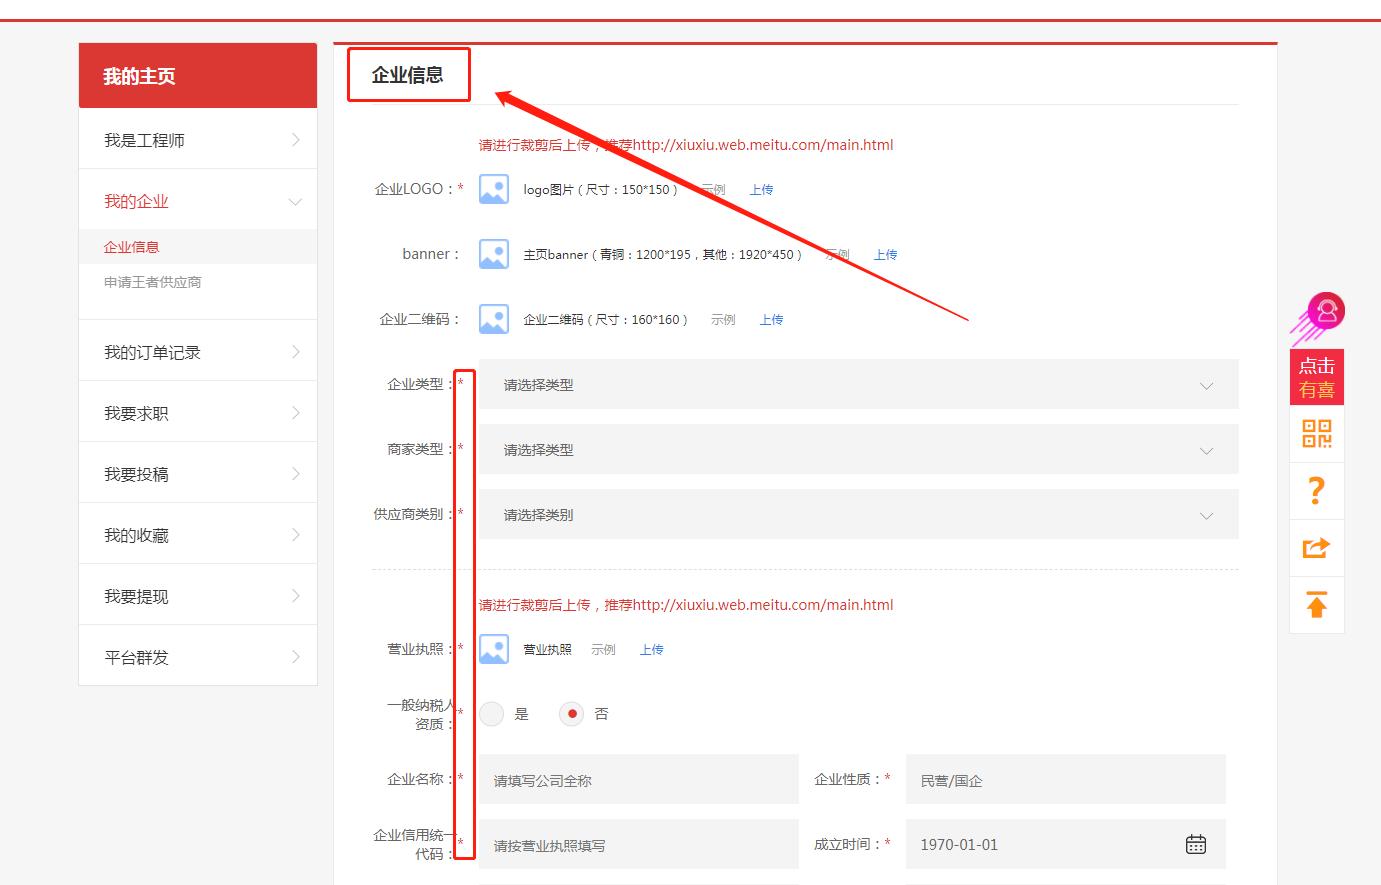 我的主页
我是工程师
我的企业
企业信息
申请王者供应商
我的订单记录
我要求职
我要投稿
我的收藏
我要提现
平台群发
企业信息
请进行裁剪后上传，推荐http://xiuxiu.web.meitu.com/main.html
企业LOGO：* logo图片（尺寸：150*150） 示例 上传
banner： 主页banner（青铜：1200*195，其他：1920*450） 示例 上传
企业二维码： 企业二维码（尺寸：160*160） 示例 上传
企业类型：* 请选择类型
商家类型：* 请选择类型
供应商类别：* 请选择类别
请进行裁剪后上传，推荐http://xiuxiu.web.meitu.com/main.html
营业执照：* 营业执照 示例 上传
一般纳税人
资质：* 是 否
企业名称：* 请填写公司全称 企业性质：* 民营/国企
企业信用统一
代码：* 请按营业执照填写 成立时间：* 1970-01-01
点击
有喜
?